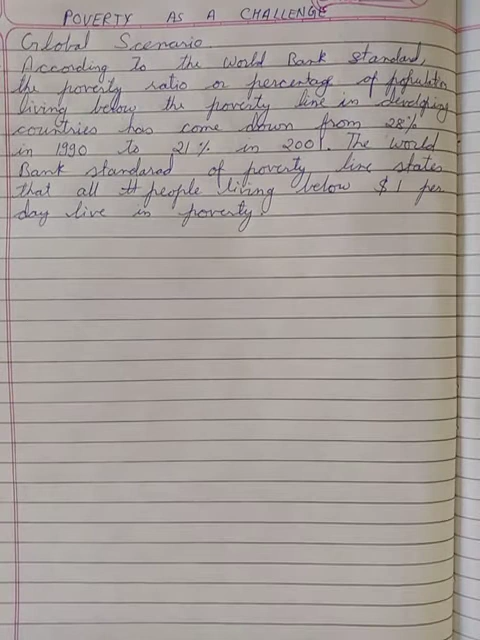 POVERTY AS A CHALLENGE
Global Scenario
According To the World Bank standard,
the poverty ratio or percentage of population
living below the poverty line in developing
countries has come down from 28%
in 1990 to 21% in 2001. The World
Bank standarad of poverty line states
that all people living below $1 per
day live in poverty.